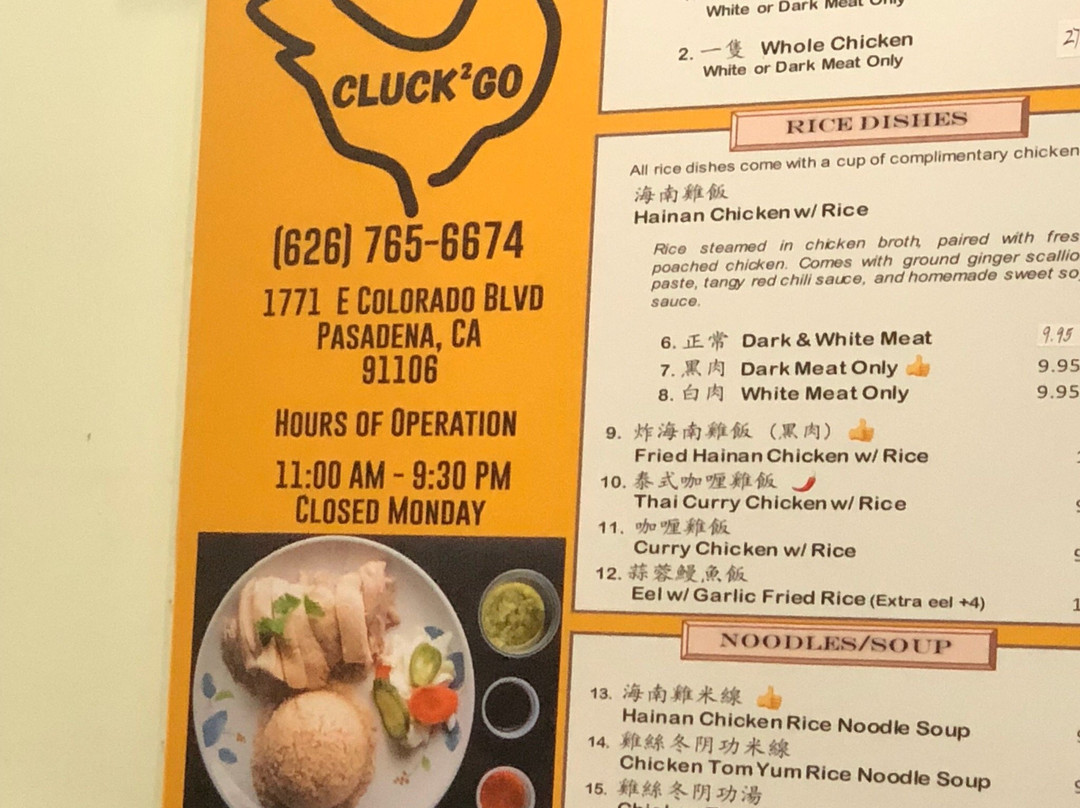 CLUCK²GO
(626) 765-6674
1771 E COLORADO BLVD
PASADENA, CA
91106
HOURS OF OPERATION
11:00 AM - 9:30 PM
CLOSED MONDAY
White or Dark Meat Only
2. 一隻 Whole Chicken
White or Dark Meat Only
RICE DISHES
All rice dishes come with a cup of complimentary chicken
海南雞飯
Hainan Chicken w/ Rice
Rice steamed in chicken broth, paired with
poached chicken. Comes with ground ginger
paste, tangy red chili sauce, and homemade sweet
sauce.
6. 正常 Dark & White Meat 9.95
7. 黑肉 Dark Meat Only 9.95
8. 白肉 White Meat Only 9.95
9. 炸海南雞飯 (黑肉)
Fried Hainan Chicken w/ Rice
10. 泰式咖喱雞飯
Thai Curry Chicken w/ Rice
11. 咖喱雞飯
Curry Chicken w/ Rice
12. 蒜蓉鰻魚飯
Eel w/ Garlic Fried Rice (Extra eel +4)
NOODLES/SOUP
13. 海南雞米線
Hainan Chicken Rice Noodle Soup
14. 雞絲冬阴功米線
Chicken Tom Yum Rice Noodle Soup
15. 雞絲冬阴功湯